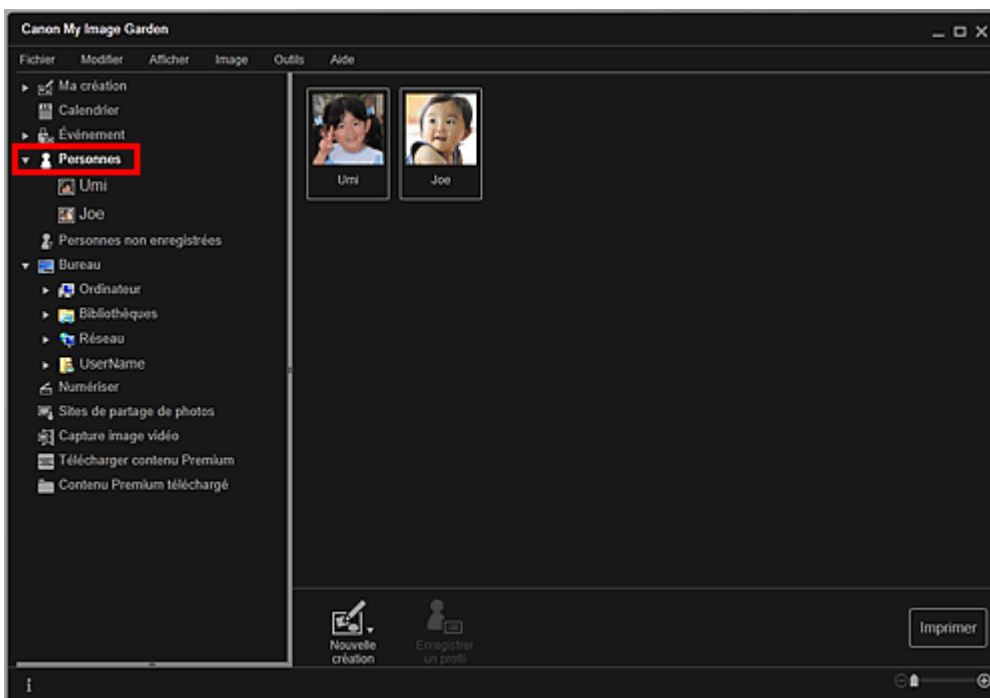 Canon My Image Garden
Fichier Modifier Afficher Image Outils Aide
Ma création
Calendrier
Événement
Personnes
Umi
Joe
Personnes non enregistrées
Bureau
Ordinateur
Bibliothèques
Réseau
UserName
Numériser
Sites de partage de photos
Capture image vidéo
Télécharger contenu Premium
Contenu Premium téléchargé
Umi
Joe
Nouvelle
création
Enregistrer
un profil
Imprimer